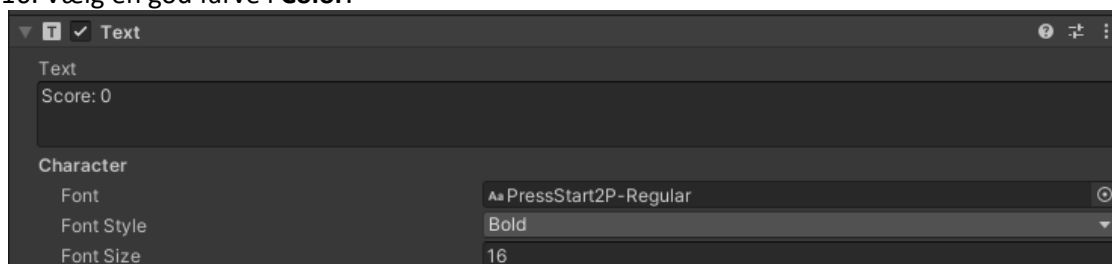 10. Vælg en god farve i Color.
T Text
Text
Score: 0
Character
Font Aa PressStart2P-Regular
Font Style Bold
Font Size 16